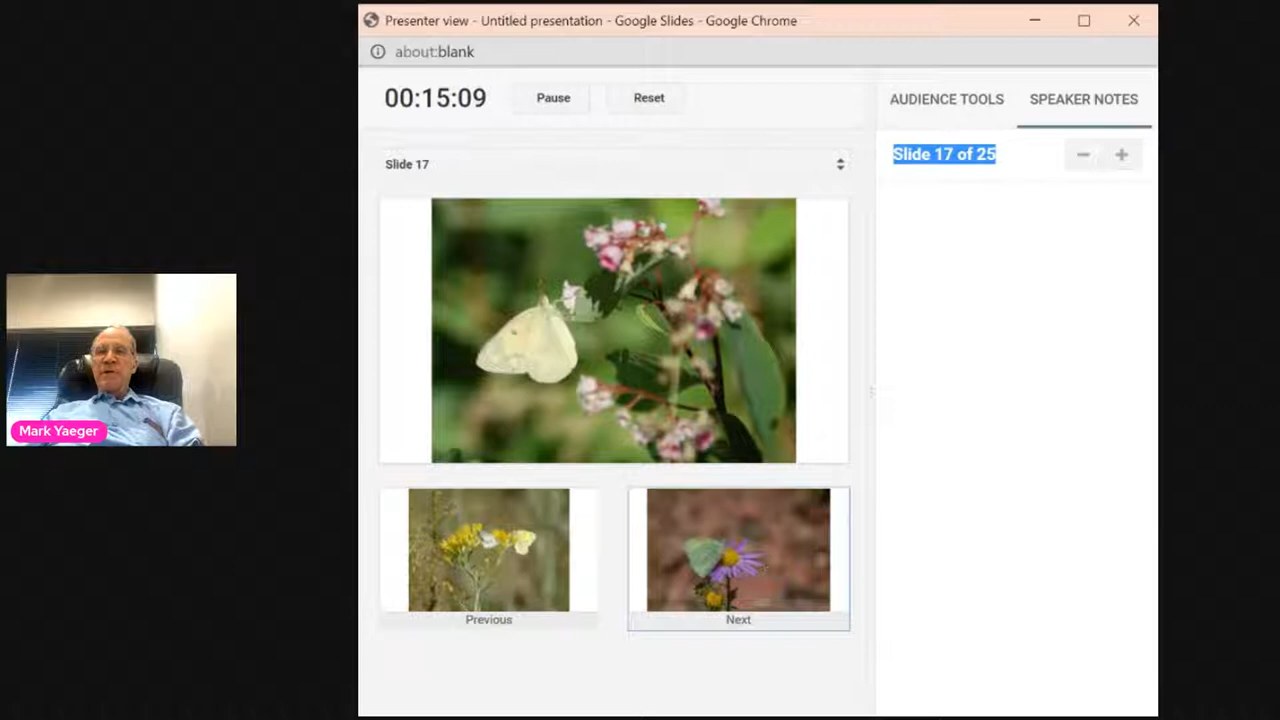 Presenter view - Untitled presentation - Google Slides - Google Chrome
about:blank
00:15:09
Pause
Reset
AUDIENCE TOOLS
SPEAKER NOTES
Slide 17
Slide 17 of 25
Mark Yaeger
Previous
Next